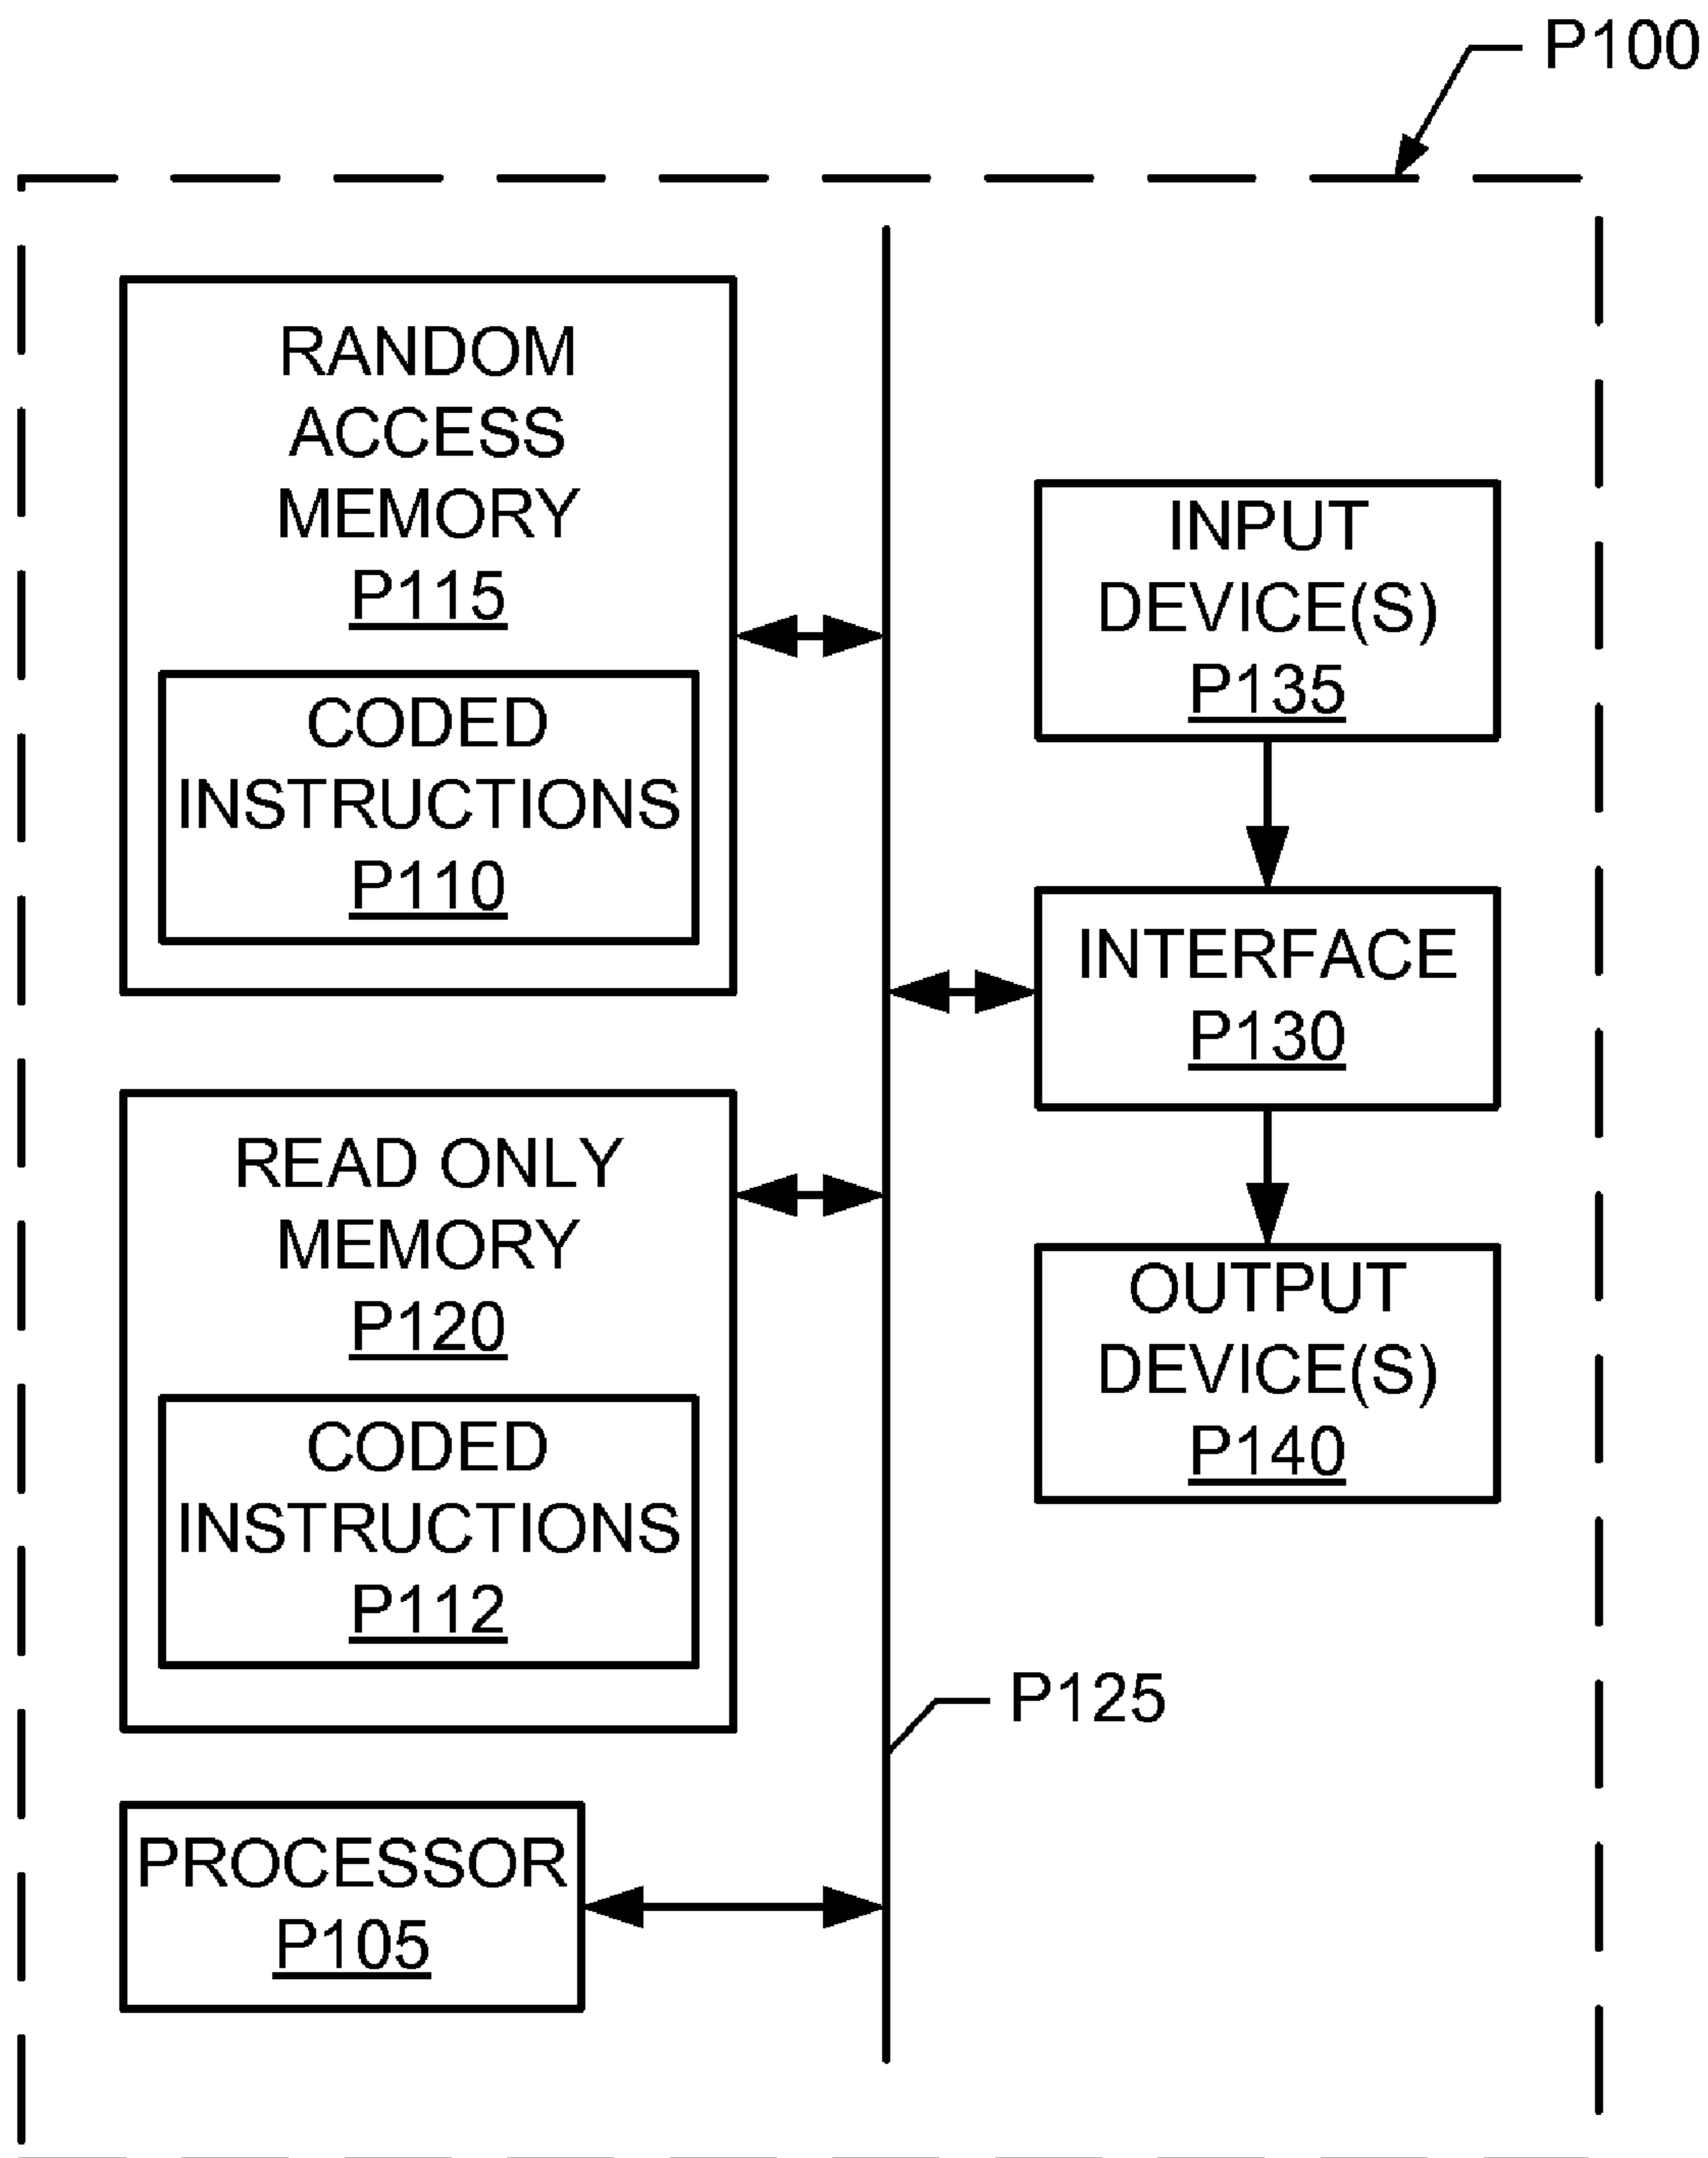 P100
RANDOM
ACCESS
MEMORY
P115
CODED
INSTRUCTIONS
P110
READ ONLY
MEMORY
P120
CODED
INSTRUCTIONS
P112
PROCESSOR
P105
INPUT
DEVICE(S)
P135
INTERFACE
P130
OUTPUT
DEVICE(S)
P140
P125